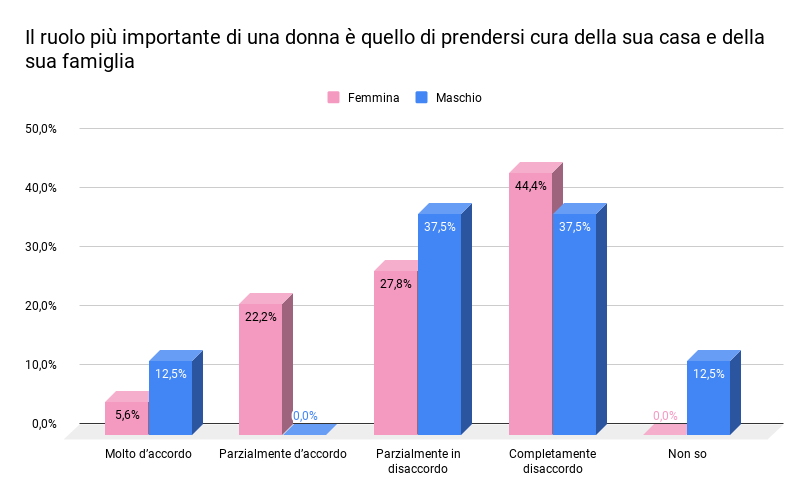 Il ruolo più importante di una donna è quello di prendersi cura della sua casa e della
sua famiglia
Femmina Maschio
50,0%
40,0%
30,0%
20,0%
10,0%
0,0%
5,6%
12,5%
22,2%
0,0%
27,8%
37,5%
44,4%
37,5%
0,0%
12,5%
Molto d’accordo
Parzialmente d’accordo
Parzialmente in
disaccordo
Completamente
disaccordo
Non so